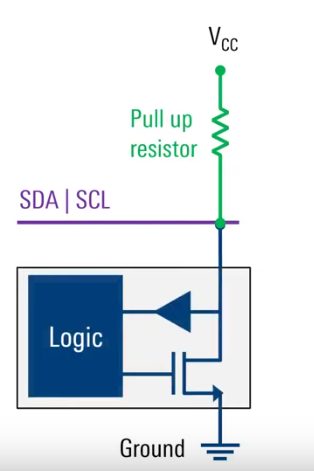 VCC
Pull up
resistor
SDA | SCL
Logic
Ground